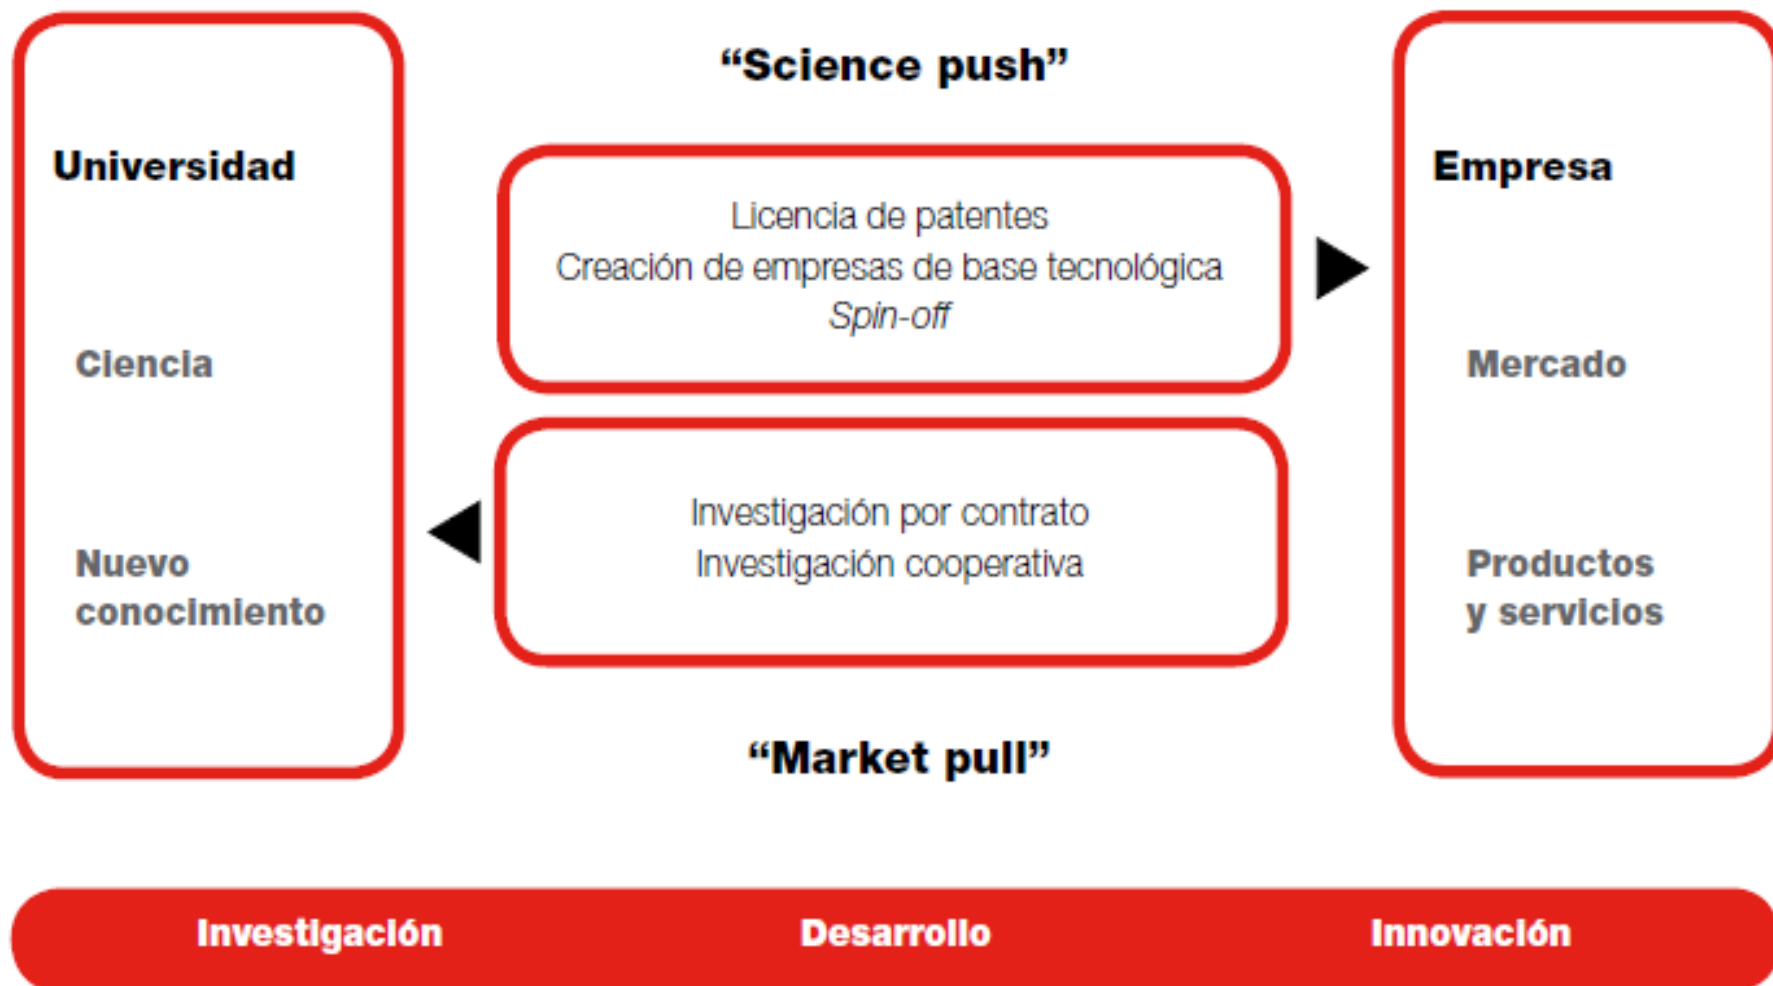 “Science push”
Universidad
Ciencia
Nuevo
conocimiento
Licencia de patentes
Creación de empresas de base tecnológica
Spin-off
Investigación por contrato
Investigación cooperativa
Empresa
Mercado
Productos
y servicios
“Market pull”
Investigación
Desarrollo
Innovación